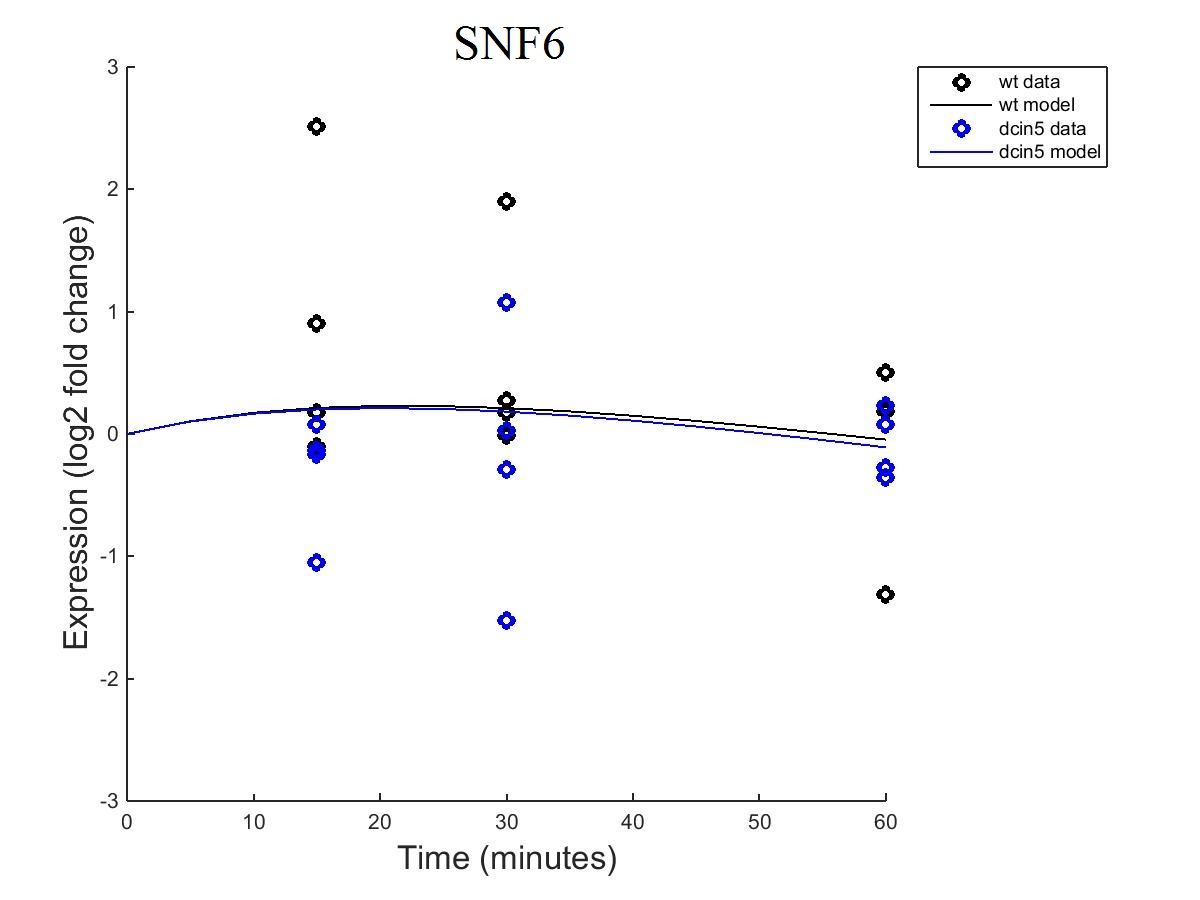 SNF6
3
2
1
0
-1
-2
-3
Expression (log2 fold change)
0 10 20 30 40 50 60
Time (minutes)
wt data
wt model
dcin5 data
dcin5 model